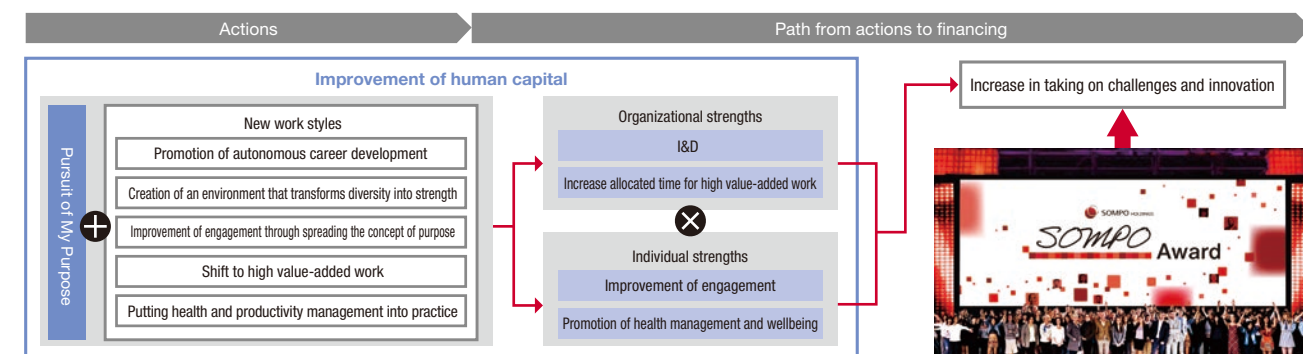 Actions
Path from actions to financing
Improvement of human capital
Pursuit of My Purpose
New work styles
Promotion of autonomous career development
Creation of an environment that transforms diversity into strength
Improvement of engagement through spreading the concept of purpose
Shift to high value-added work
Putting health and productivity management into practice
Organizational strengths
I&D
Increase allocated time for high value-added work
Individual strengths
Improvement of engagement
Promotion of health management and wellbeing
Increase in taking on challenges and innovation
SOMPO HOLDINGS
SOMPO
Award